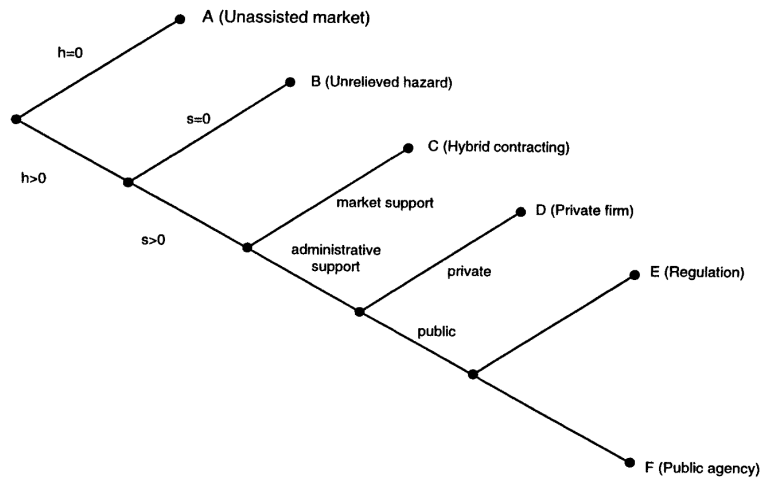 A (Unassisted market)
h=0
B (Unrelieved hazard)
s=0
h>0
C (Hybrid contracting)
market support
s>0
D (Private firm)
administrative
support
private
E (Regulation)
public
F (Public agency)